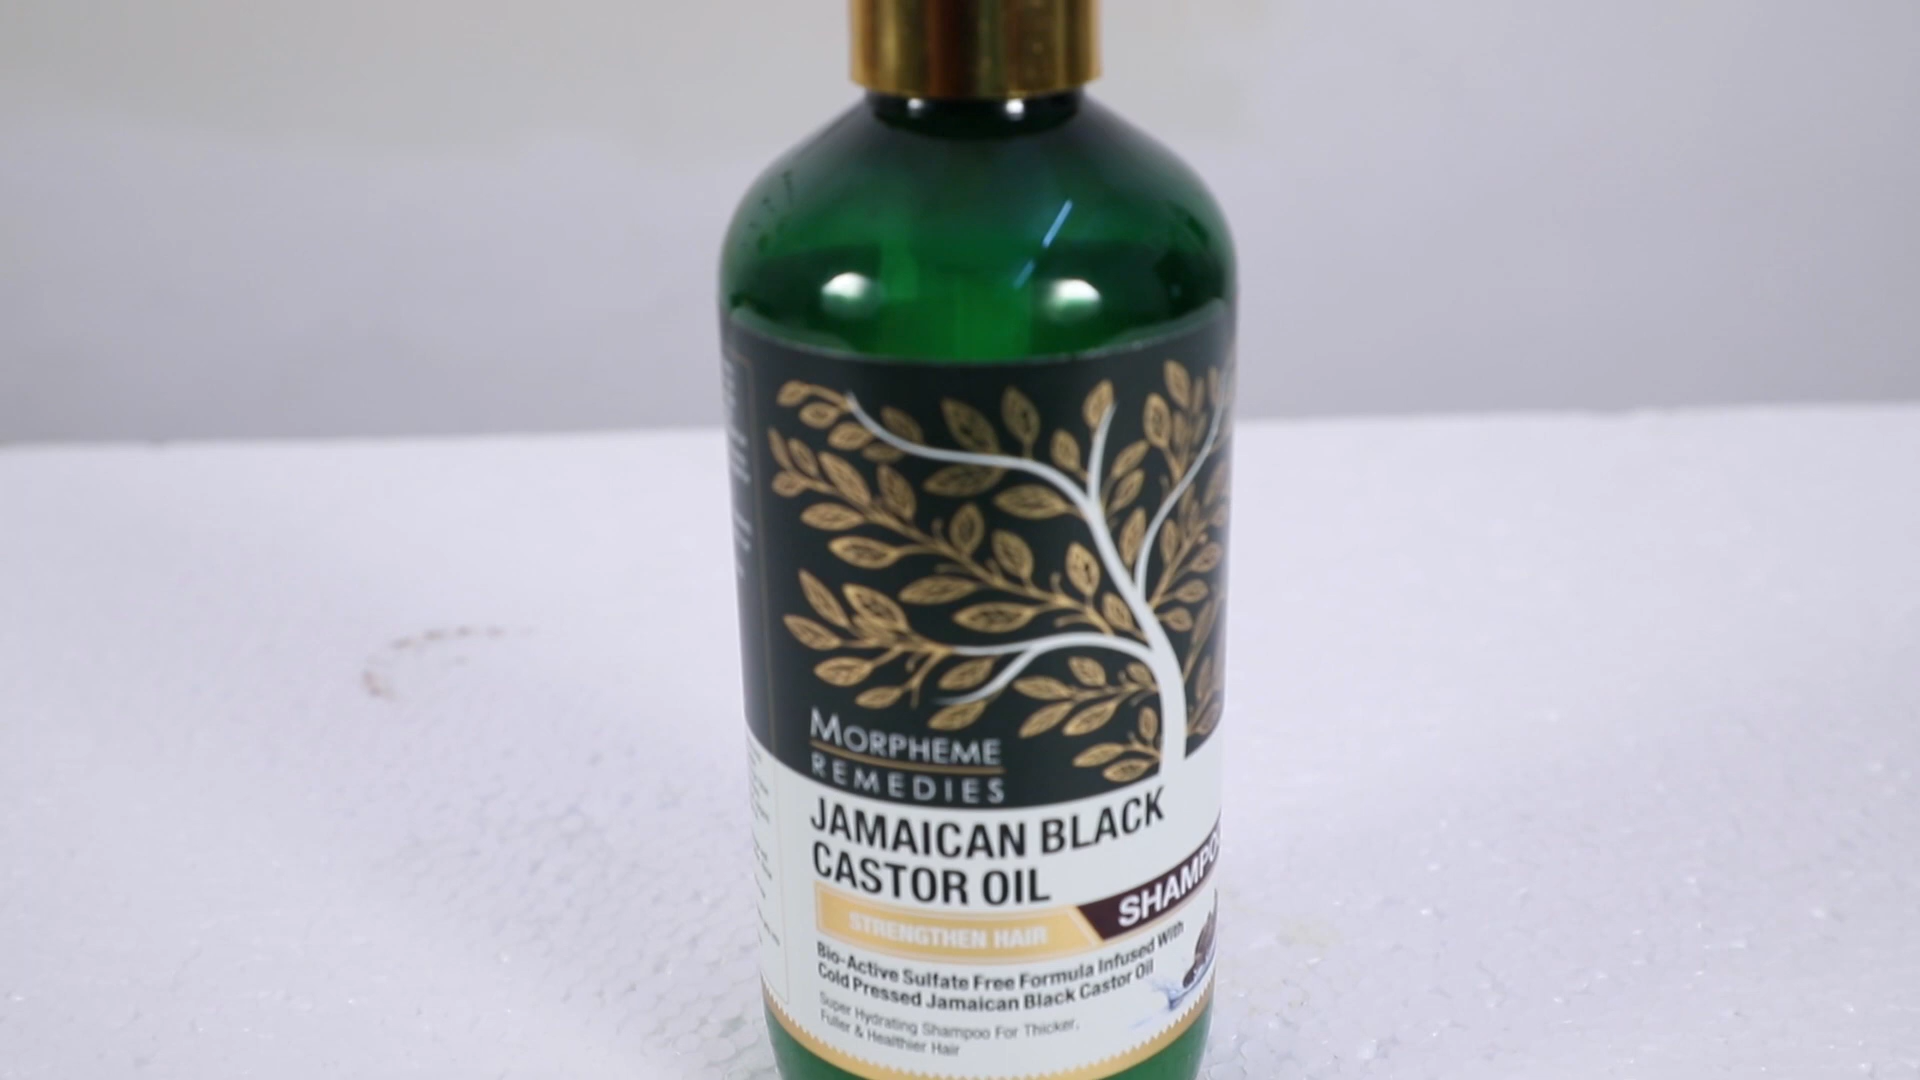 MORPHEME
REMEDIES
JAMAICAN BLACK
CASTOR OIL
SHAMPO
STRENGTHEN HAIR
Bio-Active Sulfate Free Formula Infused With
Cold Pressed Jamaican Black Castor Oil
Super Hydrating Shampoo For Thicker,
Fuller & Healthier Hair